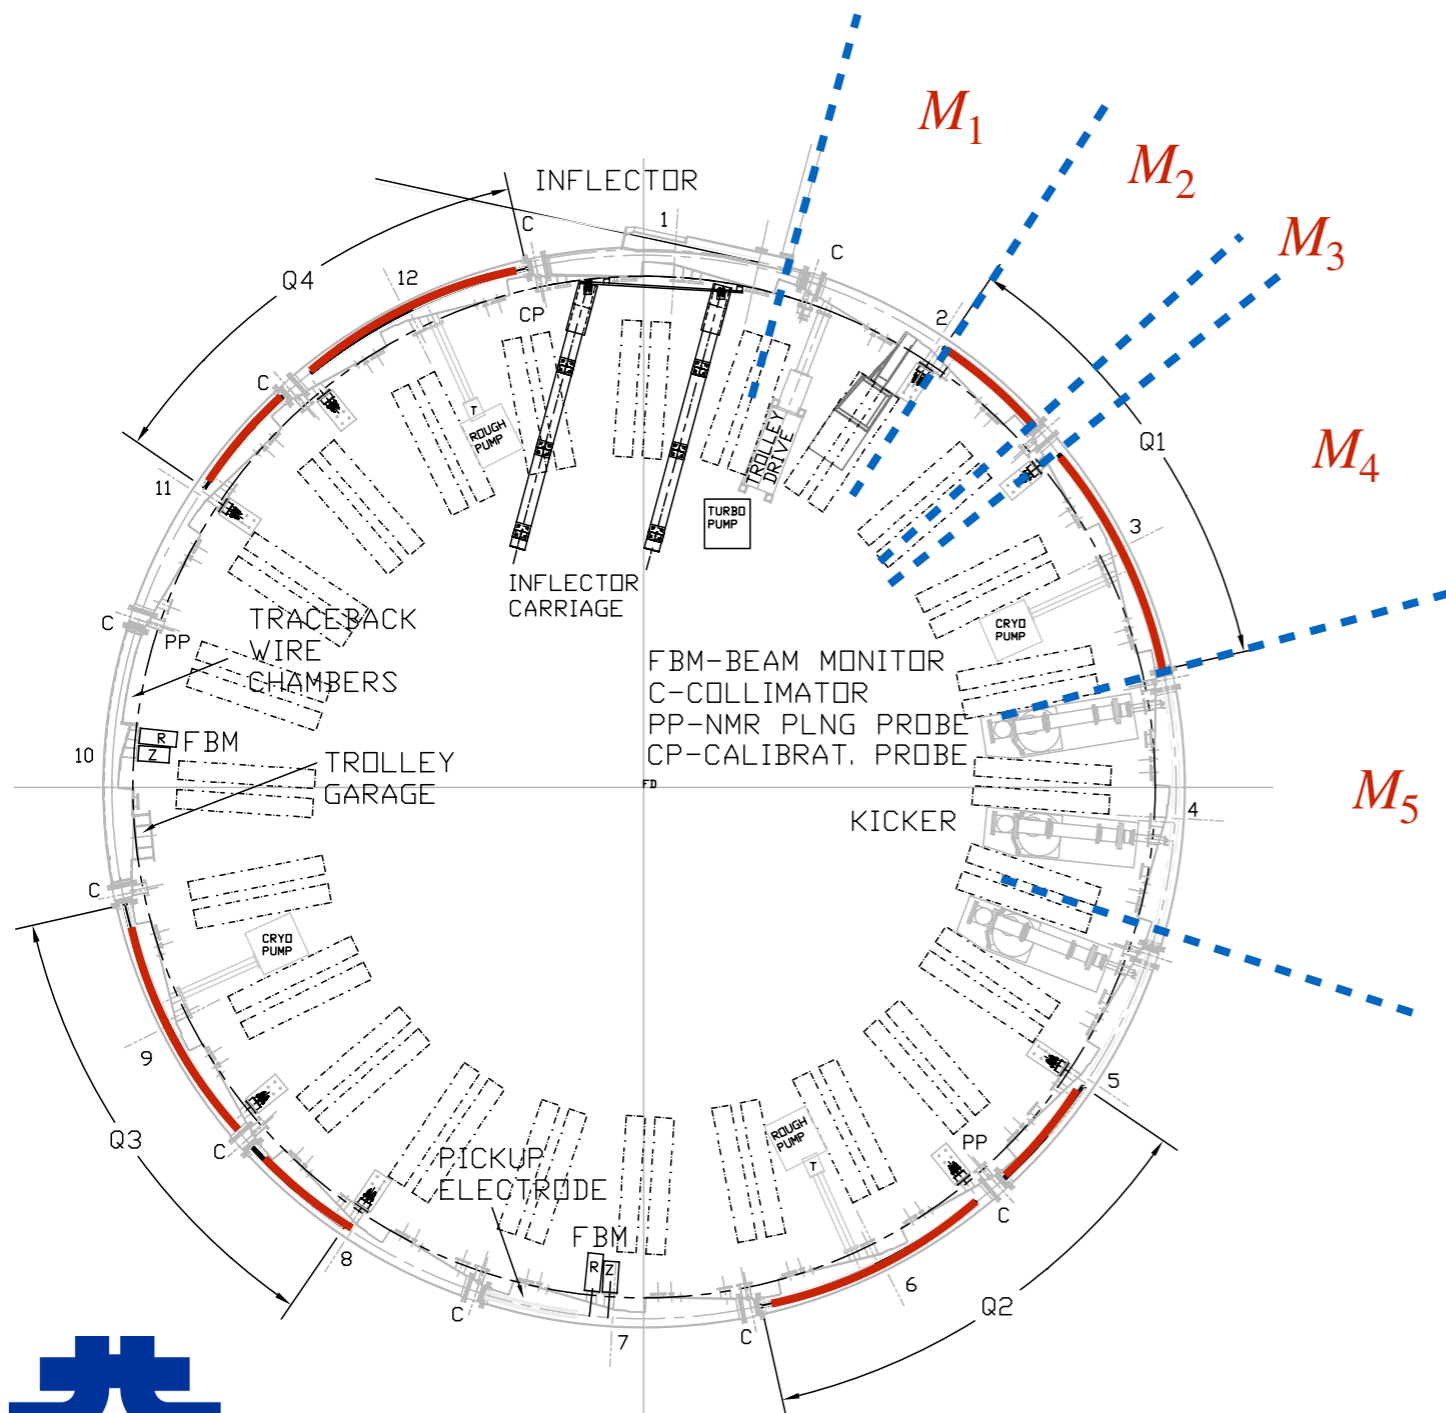 M1
M2
M3
M4
M5
INFLECTOR
1
C
C
Q4
12
CP
2
C
T
ROUGH
PUMP
TROLLEY
DRIVE
TURBO
PUMP
Q1
3
11
INFLECTOR
CARRIAGE
CRYO
PUMP
C
PP
TRACEBACK
WIRE
CHAMBERS
FBM-BEAM MONITOR
C-COLLIMATOR
PP-NMR PLNG PROBE
CP-CALIBRAT. PROBE
10
R
Z
FBM
TROLLEY
GARAGE
FD
KICKER
4
C
CRYO
PUMP
9
Q3
C
5
PP
C
ROUGH
PUMP
T
6
Q2
PICKUP
ELECTRODE
FBM
R
Z
8
C
7
C